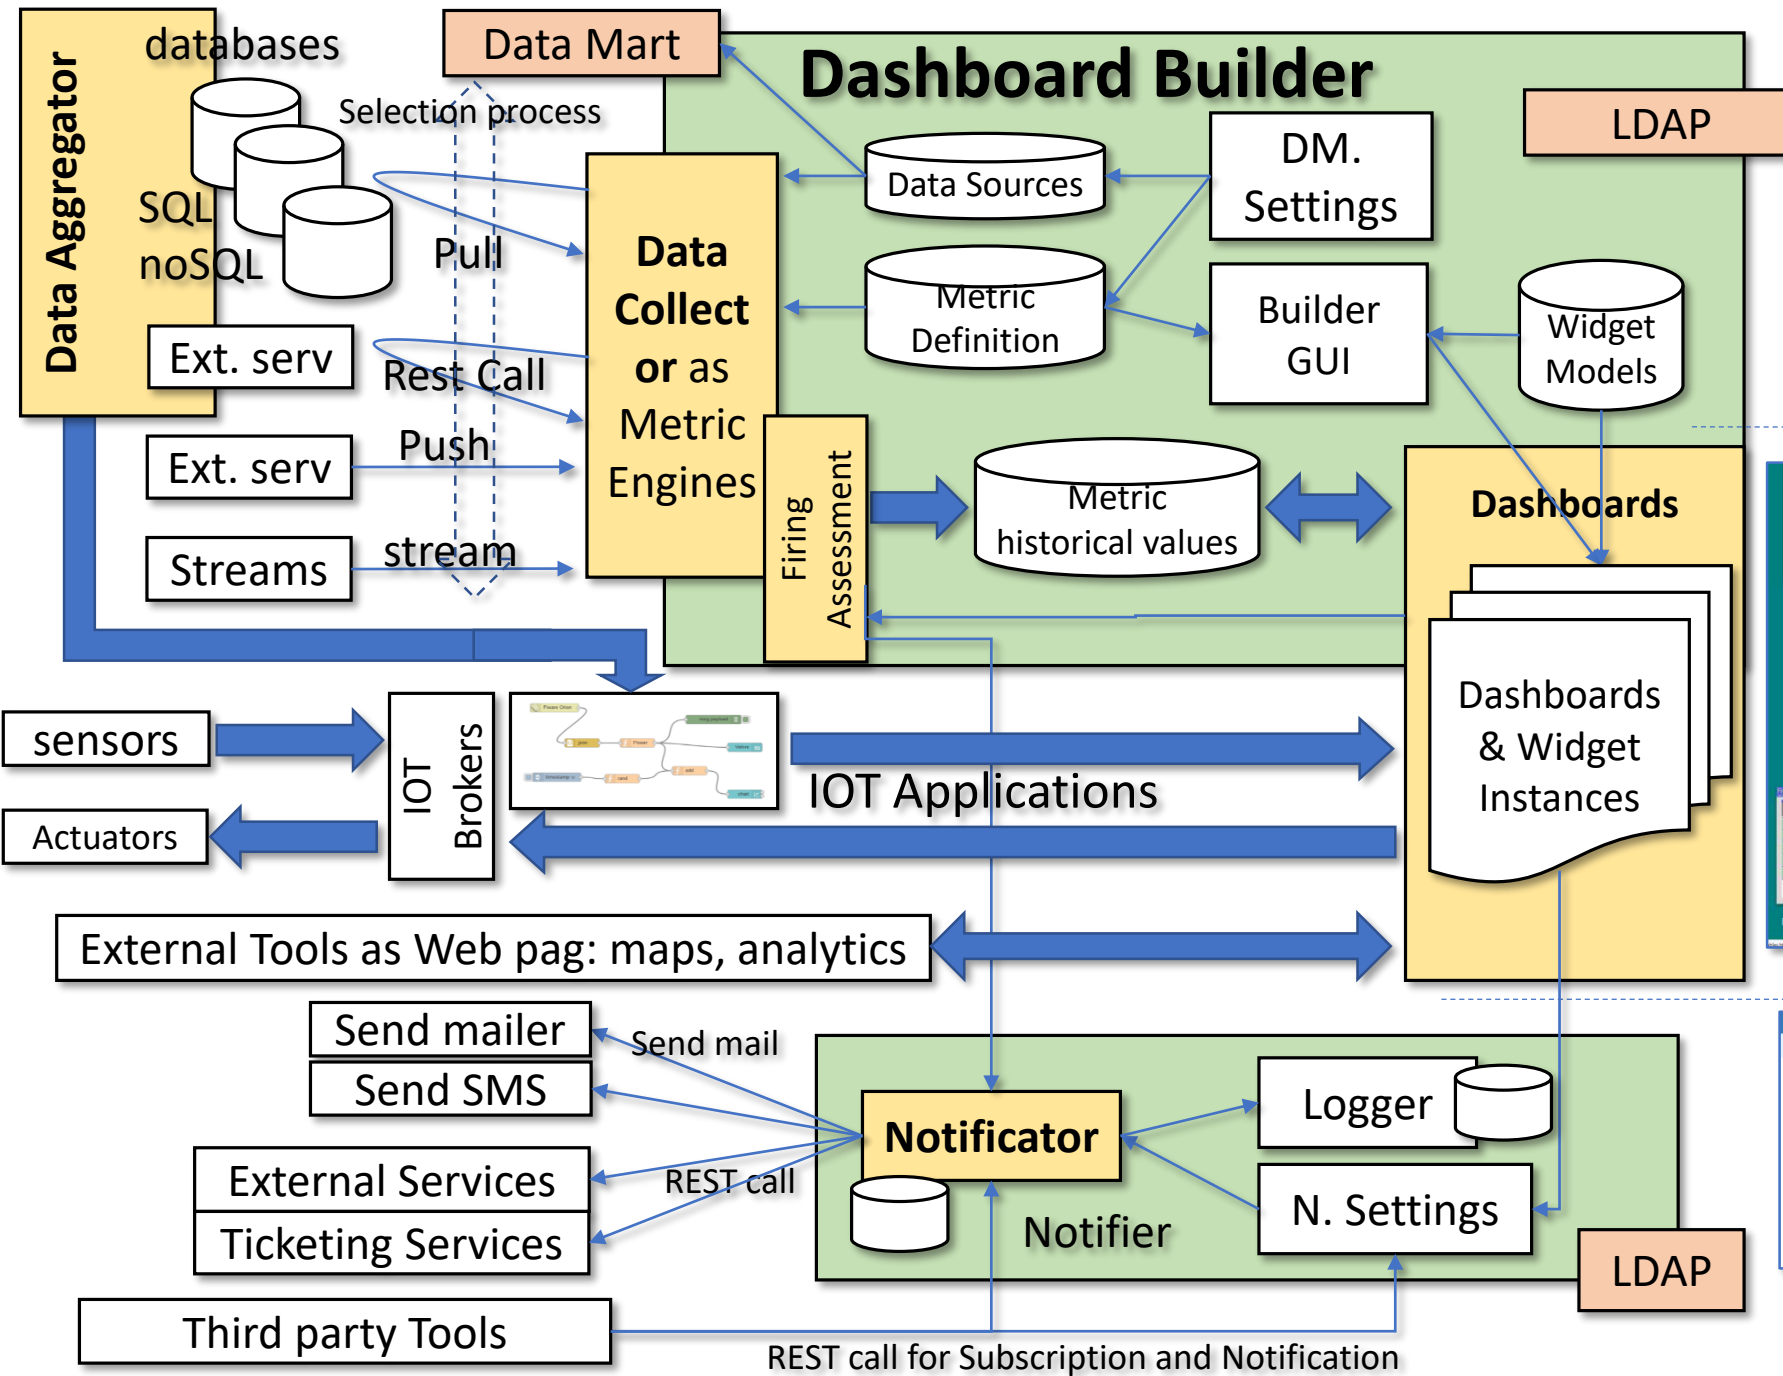 Data Aggregator
databases
SQL
noSQL
Data Mart
Selection process
Dashboard Builder
LDAP
Data Sources
DM.
Settings
Pull
Data
Collect
or as
Metric
Engines
Metric
Definition
Builder
GUI
Widget
Models
Ext. serv
Rest Call
Ext. serv
Push
Streams
stream
Firing
Assessment
Metric
historical values
Dashboards
Dashboards
& Widget
Instances
sensors
Actuators
IOT
Brokers
IOT Applications
External Tools as Web pag: maps, analytics
Send mailer
Send SMS
Send mail
External Services
Ticketing Services
REST call
Notificator
Logger
N. Settings
Notifier
LDAP
Third party Tools
REST call for Subscription and Notification